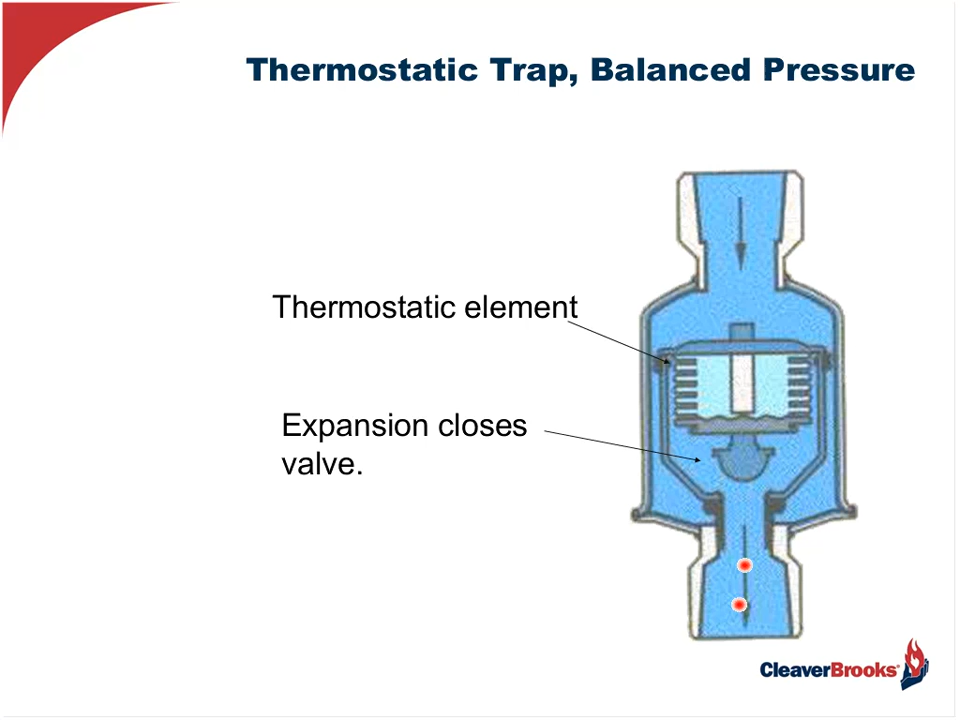 Thermostatic Trap, Balanced Pressure
Thermostatic element
Expansion closes
valve.
CleaverBrooks®